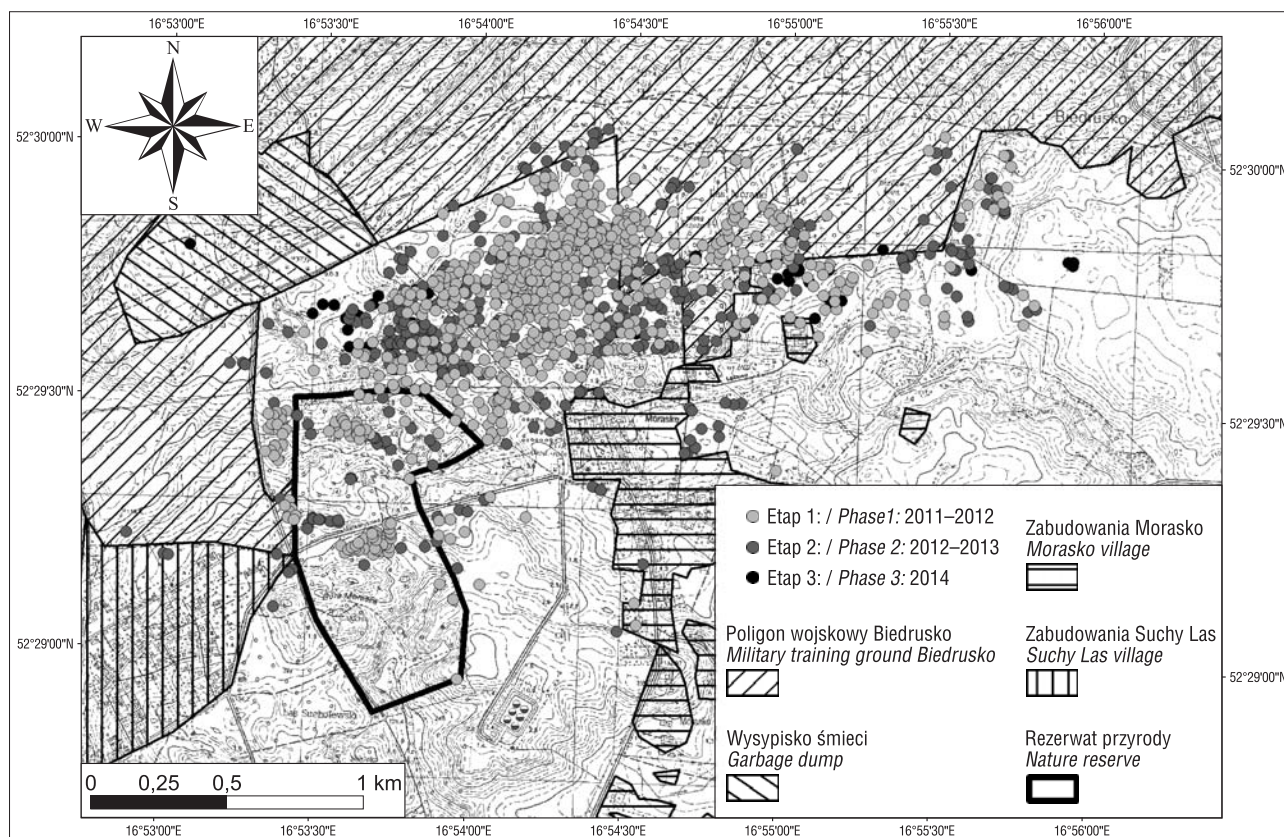 16°53'00"E 16°53'30"E 16°54'00"E 16°54'30"E 16°55'00"E 16°55'30"E 16°56'00"E
N
W E
S
Biedrusko
52°30'00"N
52°30'00"N
52°29'30"N
52°29'30"N
Morasko
52°29'00"N
52°29'00"N
Etap 1: / Phase1: 2011–2012
Etap 2: / Phase 2: 2012–2013
Etap 3: / Phase 3: 2014
Zabudowania Morasko
Morasko village
Poligon wojskowy Biedrusko
Military training ground Biedrusko
Zabudowania Suchy Las
Suchy Las village
Wysypisko śmieci
Garbage dump
Rezerwat przyrody
Nature reserve
0 0,25 0,5 1 km
16°53'00"E 16°53'30"E 16°54'00"E 16°54'30"E 16°55'00"E 16°55'30"E 16°56'00"E